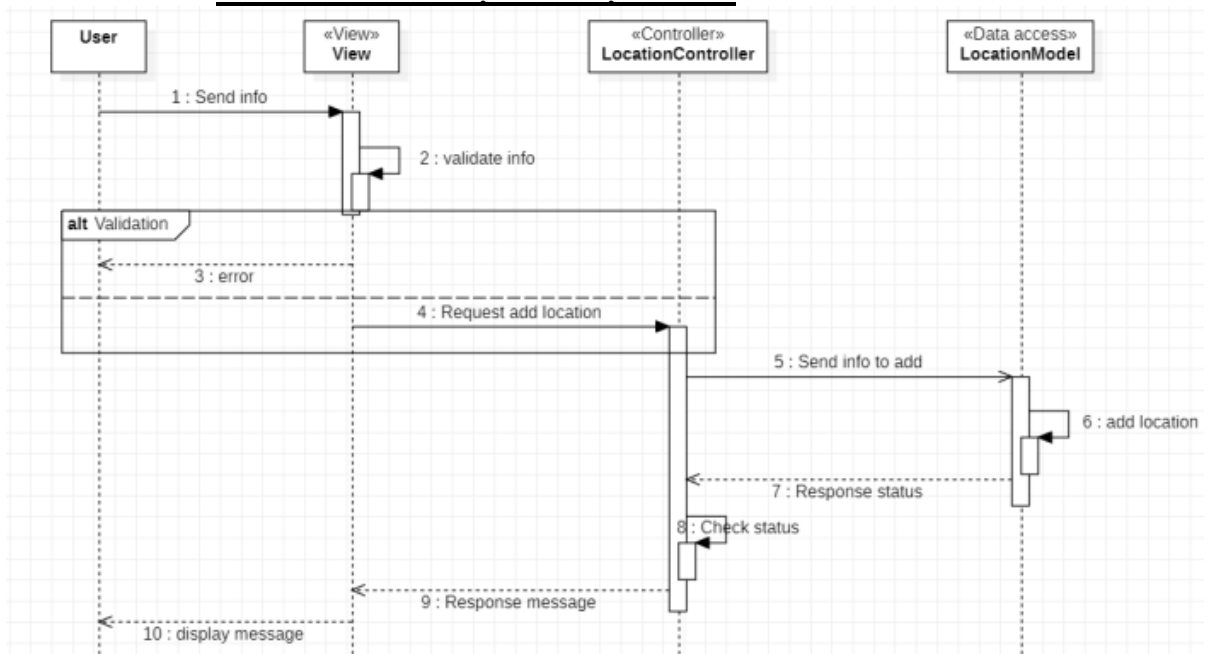 User
«View»
View
«Controller»
LocationController
«Data access»
LocationModel
1 : Send info
2 : validate info
alt Validation
3 : error
4 : Request add location
5 : Send info to add
6 : add location
7 : Response status
8 : Check status
9 : Response message
10 : display message